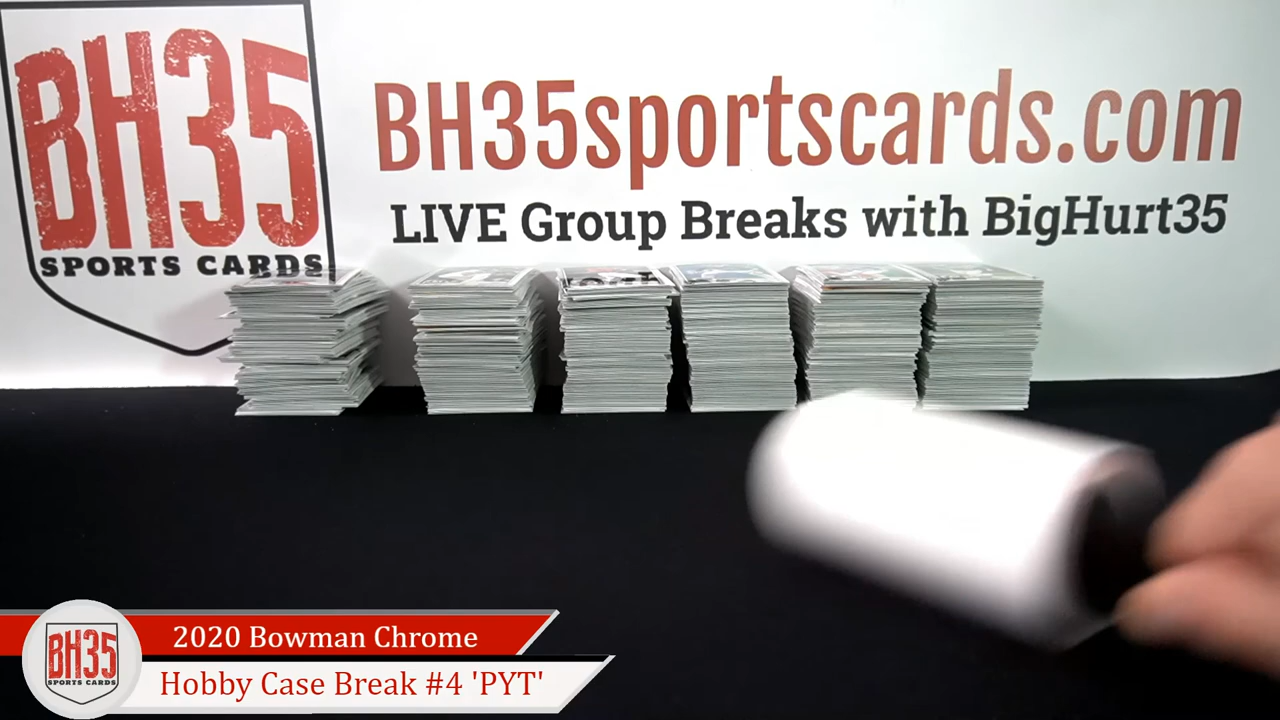 BH35
SPORTS CARDS
BH35sportscards.com
LIVE Group Breaks with BigHurt35
BH35
SPORTS CARDS
2020 Bowman Chrome
Hobby Case Break #4 'PYT'